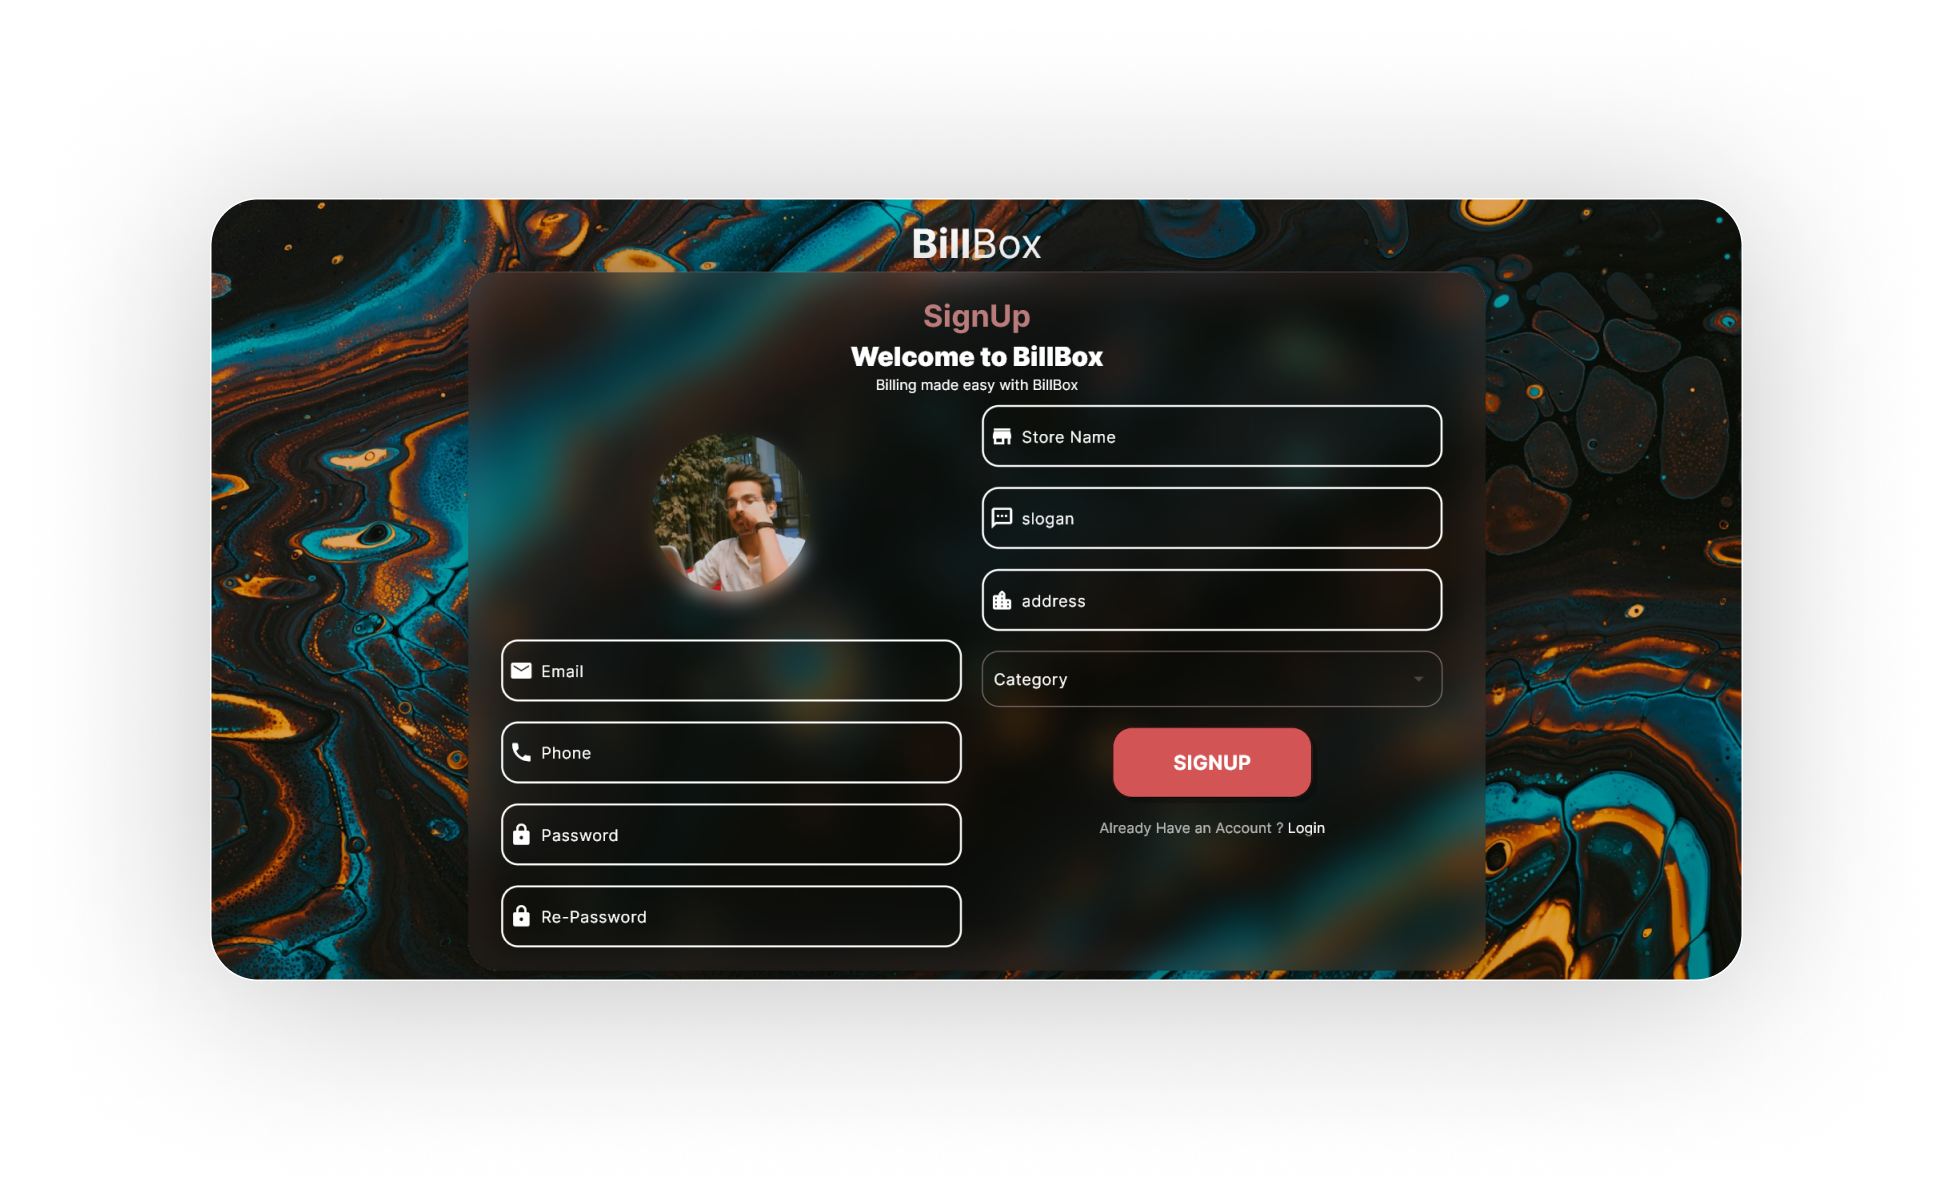 BillBox
SignUp
Welcome to BillBox
Billing made easy with BillBox
Email
Phone
Password
Re-Password
Store Name
slogan
address
Category
SIGNUP
Already Have an Account ? Login